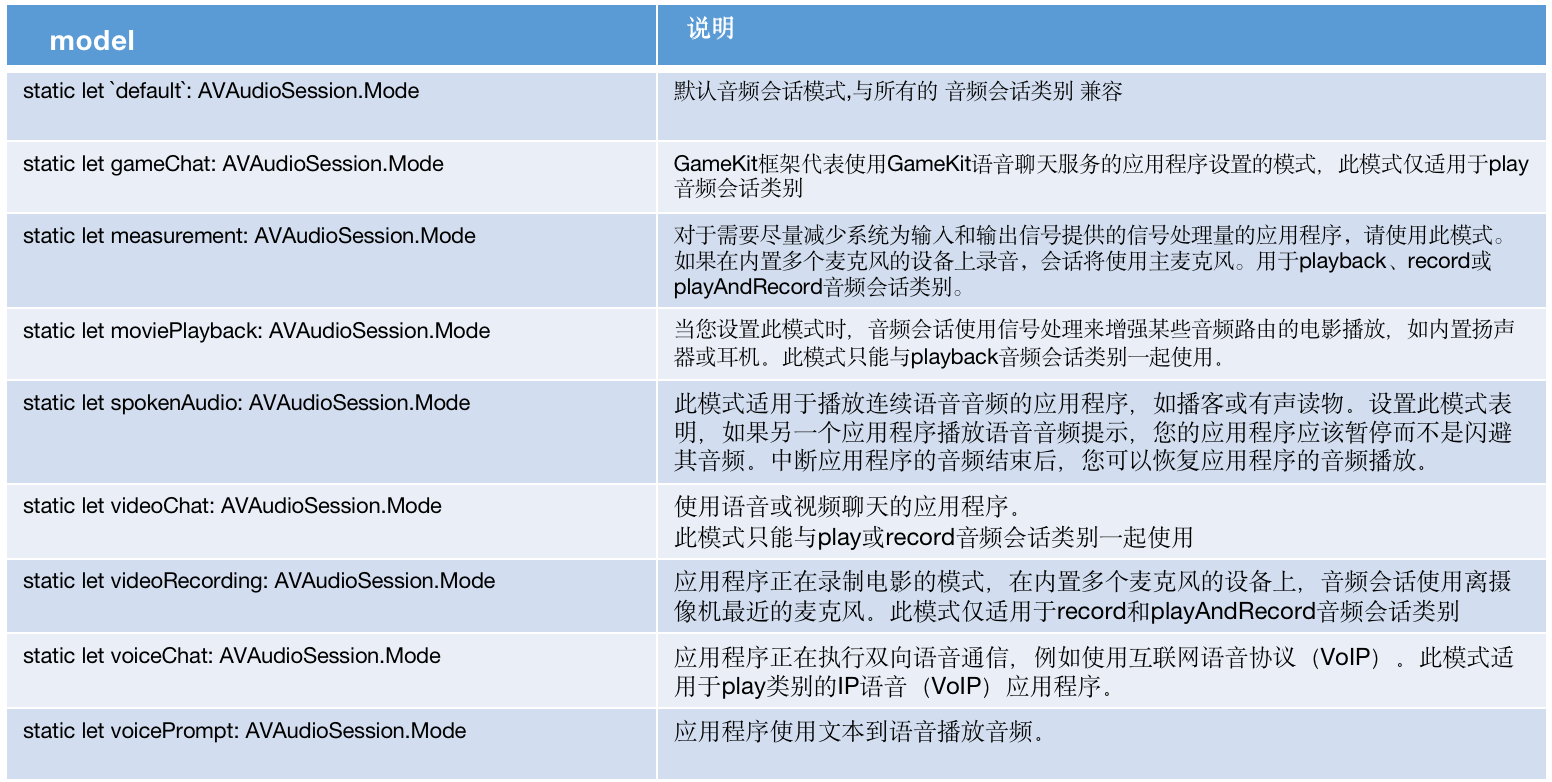 model
说明
static let `default`: AVAudioSession.Mode
默认音频会话模式,与所有的 音频会话类别 兼容
static let gameChat: AVAudioSession.Mode
GameKit框架代表使用GameKit语音聊天服务的应用程序设置的模式，此模式仅适用于play
音频会话类别
static let measurement: AVAudioSession.Mode
对于需要尽量减少系统为输入和输出信号提供的信号处理量的应用程序，请使用此模式。
如果在内置多个麦克风的设备上录音，会话将使用主麦克风。用于playback、record或
playAndRecord音频会话类别。
static let moviePlayback: AVAudioSession.Mode
当您设置此模式时，音频会话使用信号处理来增强某些音频路由的电影播放，如内置扬声
器或耳机。此模式只能与playback音频会话类别一起使用。
static let spokenAudio: AVAudioSession.Mode
此模式适用于播放连续语音音频的应用程序，如播客或有声读物。设置此模式表
明，如果另一个应用程序播放语音音频提示，您的应用程序应该暂停而不是闪避
其音频。中断应用程序的音频结束后，您可以恢复应用程序的音频播放。
static let videoChat: AVAudioSession.Mode
使用语音或视频聊天的应用程序。
此模式只能与play或record音频会话类别一起使用
static let videoRecording: AVAudioSession.Mode
应用程序正在录制电影的模式，在内置多个麦克风的设备上，音频会话使用离摄
像机最近的麦克风。此模式仅适用于record和playAndRecord音频会话类别
static let voiceChat: AVAudioSession.Mode
应用程序正在执行双向语音通信，例如使用互联网语音协议（VoIP）。此模式适
用于play类别的IP语音（VoIP）应用程序。
static let voicePrompt: AVAudioSession.Mode
应用程序使用文本到语音播放音频。